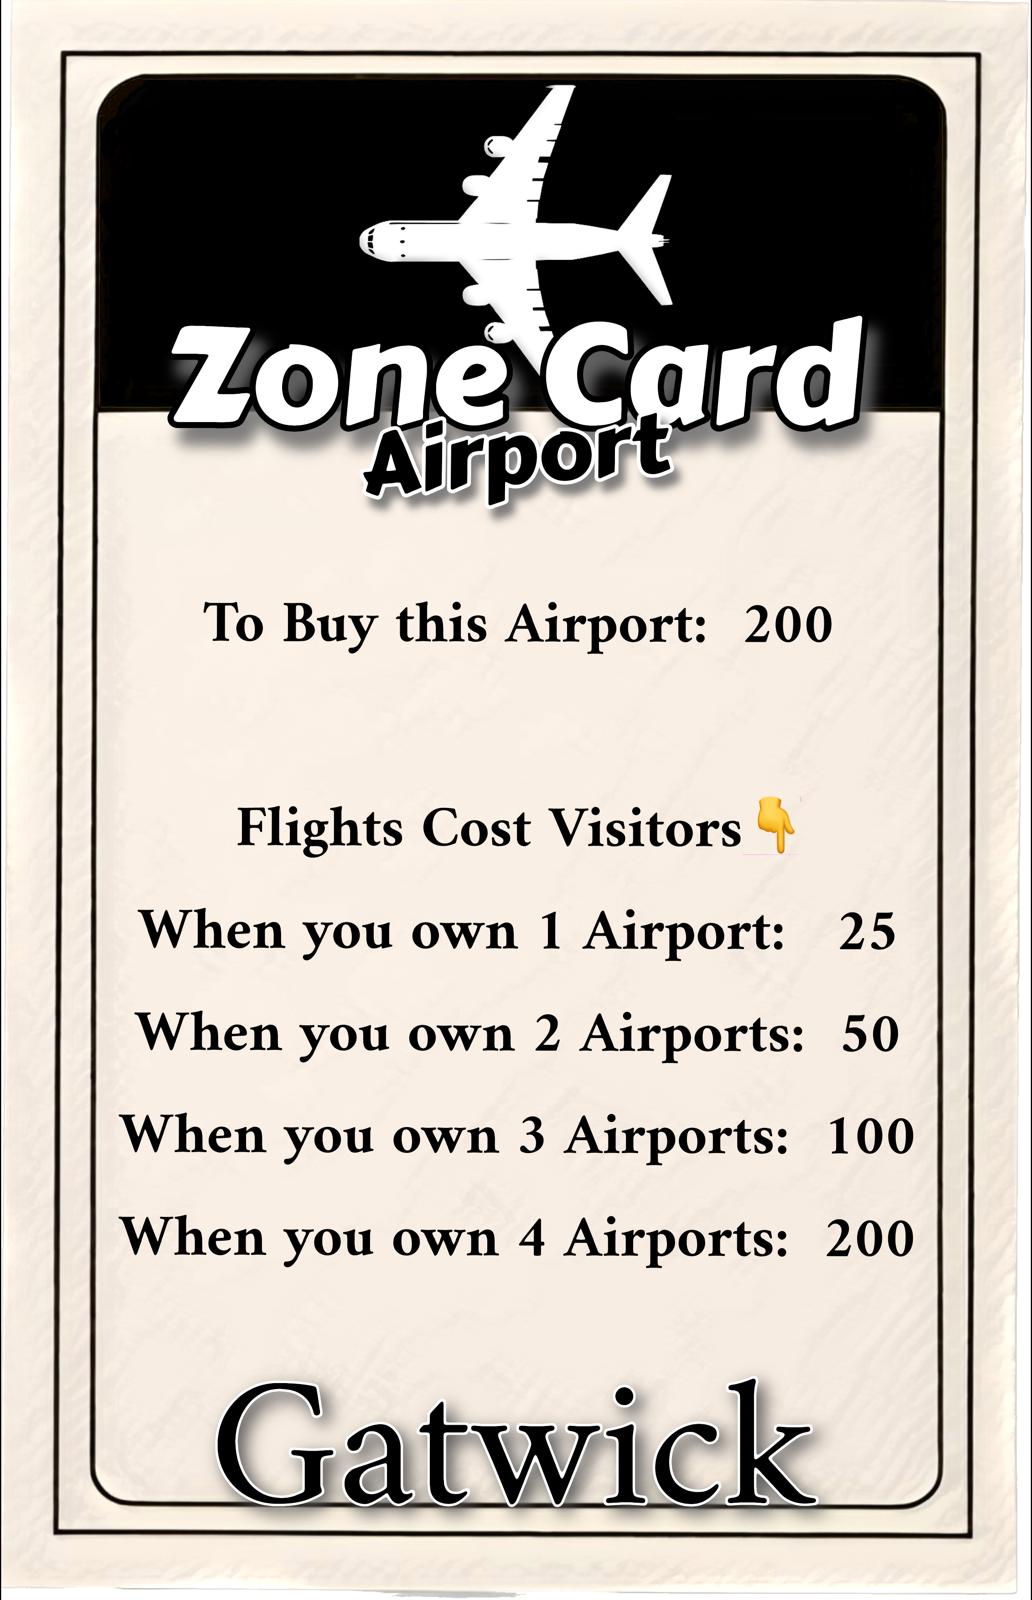 Zone Card
Airport
To Buy this Airport: 200
Flights Cost Visitors👇
When you own 1 Airport: 25
When you own 2 Airports: 50
When you own 3 Airports: 100
When you own 4 Airports: 200
Gatwick